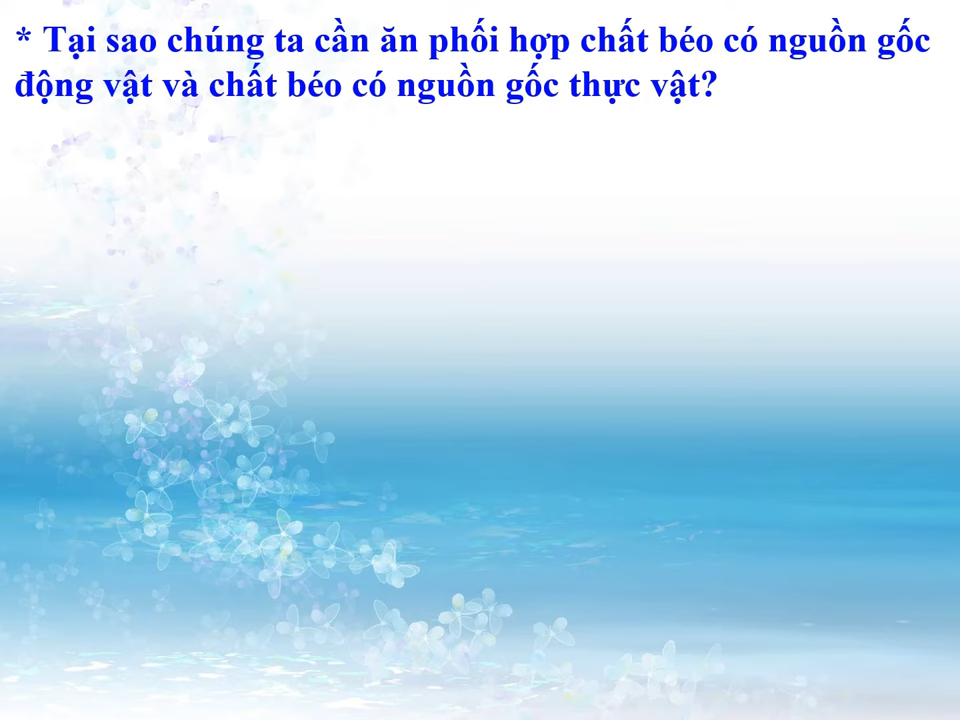 * Tại sao chúng ta cần ăn phối hợp chất béo có nguồn gốc
động vật và chất béo có nguồn gốc thực vật?